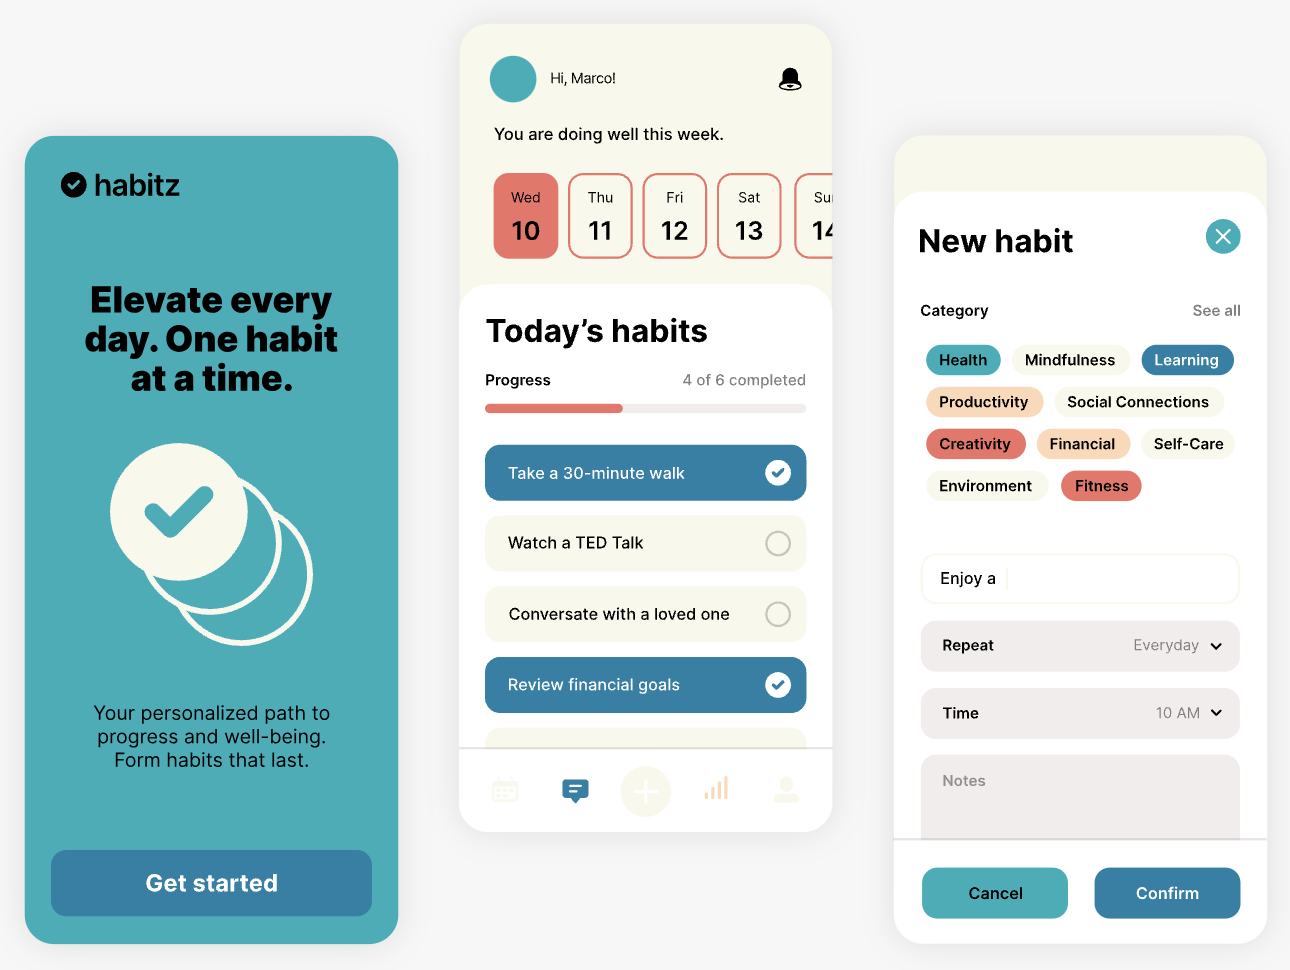 habitz
Elevate every
day. One habit
at a time.
Your personalized path to
progress and well-being.
Form habits that last.
Get started
Hi, Marco!
You are doing well this week.
Wed Thu Fri Sat Sun
10 11 12 13 14
Today’s habits
Progress 4 of 6 completed
Take a 30-minute walk
Watch a TED Talk
Conversate with a loved one
Review financial goals
New habit
Category See all
Health Mindfulness Learning
Productivity Social Connections
Creativity Financial Self-Care
Environment Fitness
Enjoy a
Repeat Everyday
Time 10 AM
Notes
Cancel Confirm